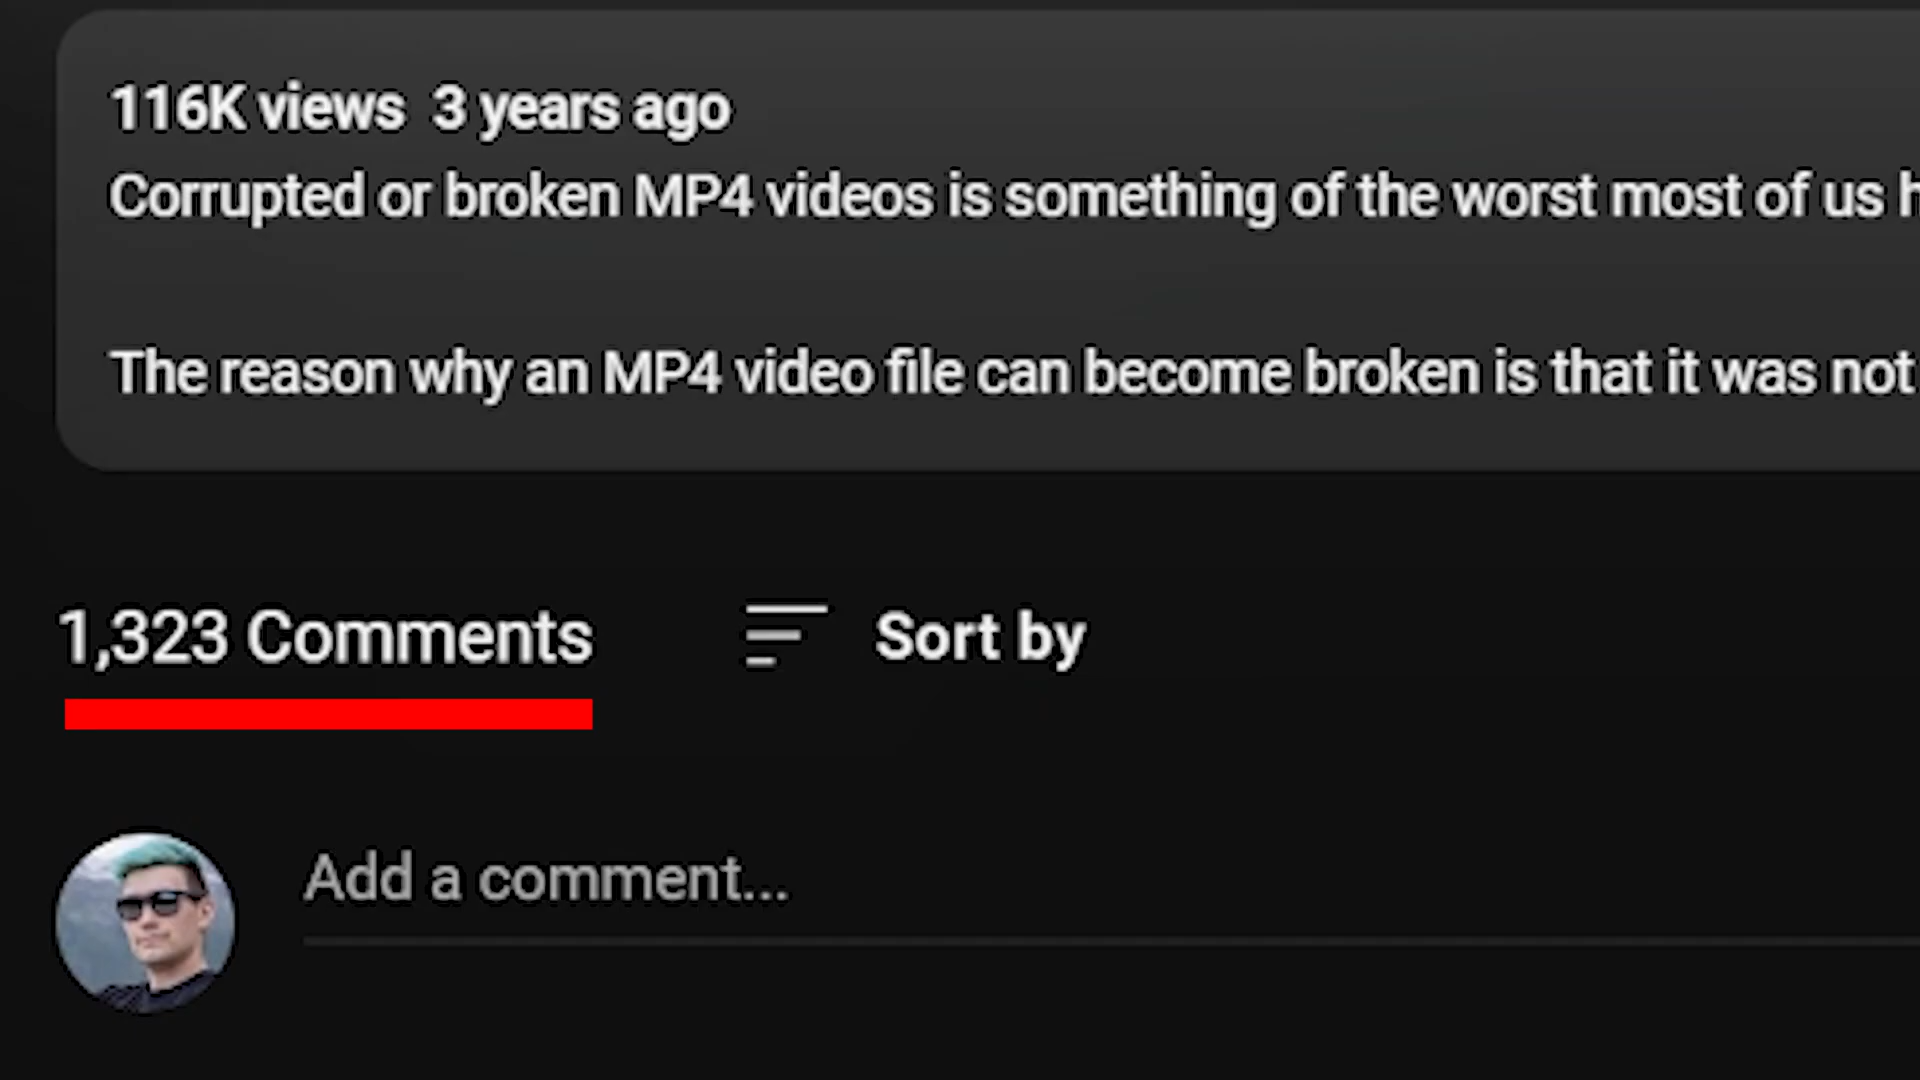 116K views 3 years ago
Corrupted or broken MP4 videos is something of the worst most of us
The reason why an MP4 video file can become broken is that it was not
1,323 Comments
Sort by
Add a comment...